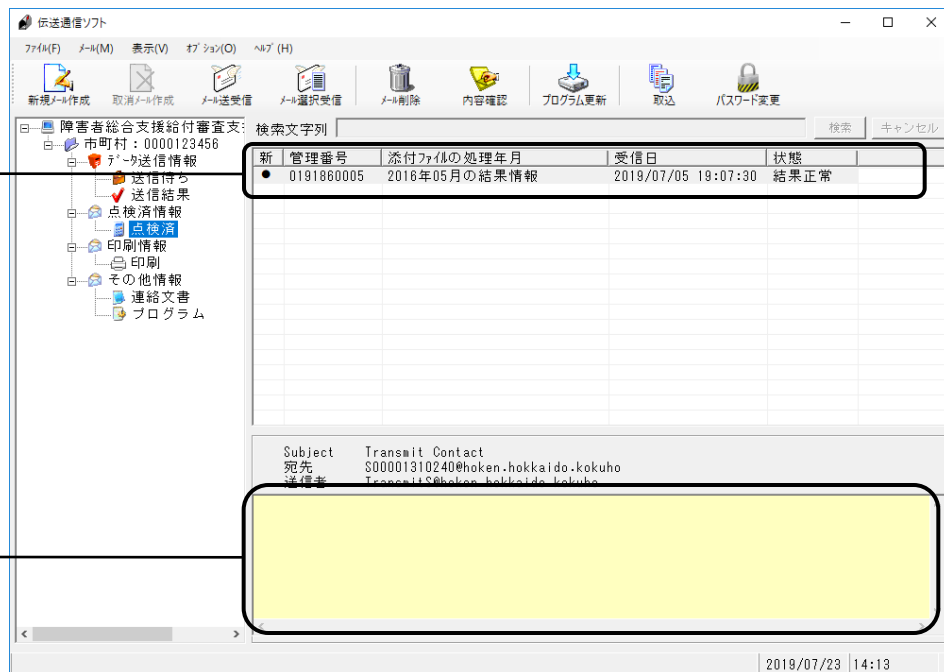 伝送通信ソフト
ﾌｧｲﾙ(F) ﾒｰﾙ(M) 表示(V) ｵﾌﾟｼｮﾝ(O) ﾍﾙﾌﾟ(H)
新規ﾒｰﾙ作成 取消ﾒｰﾙ作成 ﾒｰﾙ送受信 ﾒｰﾙ選択受信 ﾒｰﾙ削除 内容確認 プログラム更新 取込 パスワード変更
検索文字列 検索 キャンセル
障害者総合支援給付審査支
市町村：0000123456
ﾃﾞｰﾀ送信情報
送信待ち
送信結果
点検済情報
点検済
印刷情報
印刷
その他情報
連絡文書
プログラム
新 管理番号 添付ﾌｧｲﾙの処理年月 受信日 状態
● 0191860005 2016年05月の結果情報 2019/07/05 19:07:30 結果正常
Subject Transmit Contact
宛先 S00001310240@hoken.hokkaido.kokuho
送信者 TransmitS@hoken.hokkaido.kokuho
2019/07/23 14:13